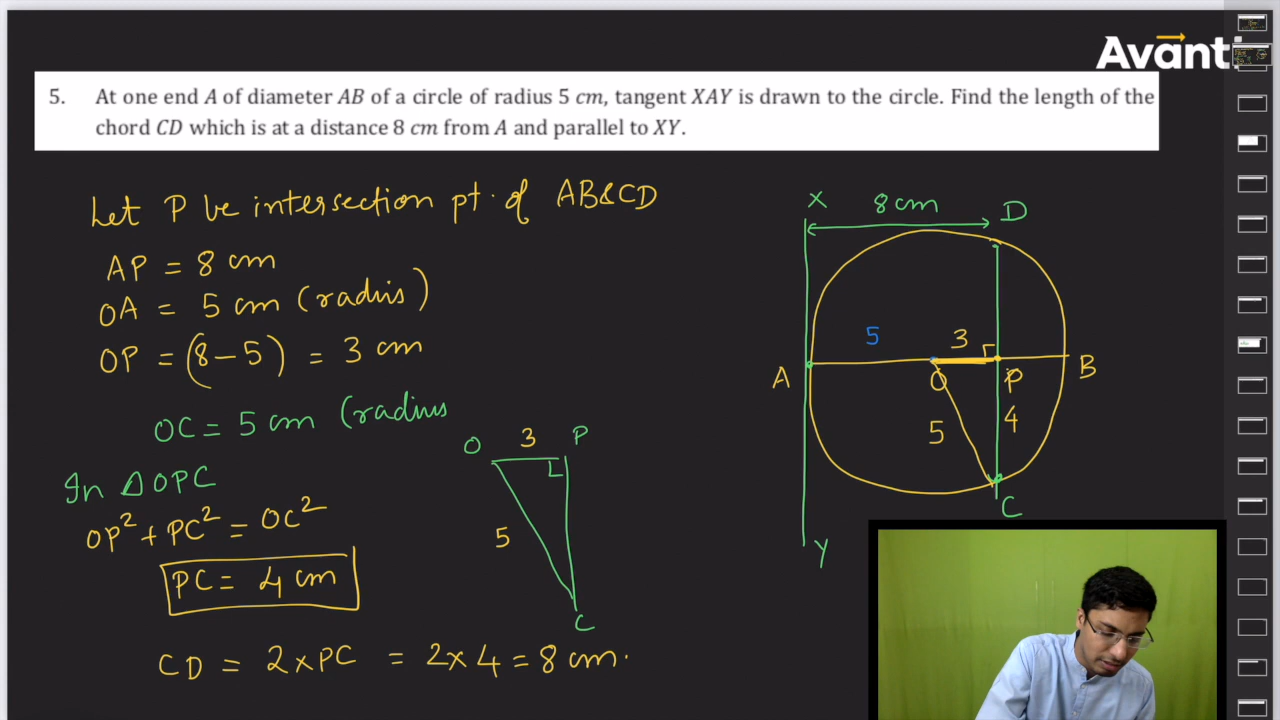 Avanti
5. At one end A of diameter AB of a circle of radius 5 cm, tangent XAY is drawn to the circle. Find the length of the
chord CD which is at a distance 8 cm from A and parallel to XY.
Let P be intersection pt. of AB&CD
AP = 8 cm
OA = 5 cm (radius)
OP = (8-5) = 3 cm
OC = 5 cm (radius
In △OPC
OP² + PC² = OC²
PC = 4 cm
CD = 2×PC = 2×4 = 8 cm.
O 3 P
5
C
X 8 cm D
5 3
A O P B
5 4
C
Y